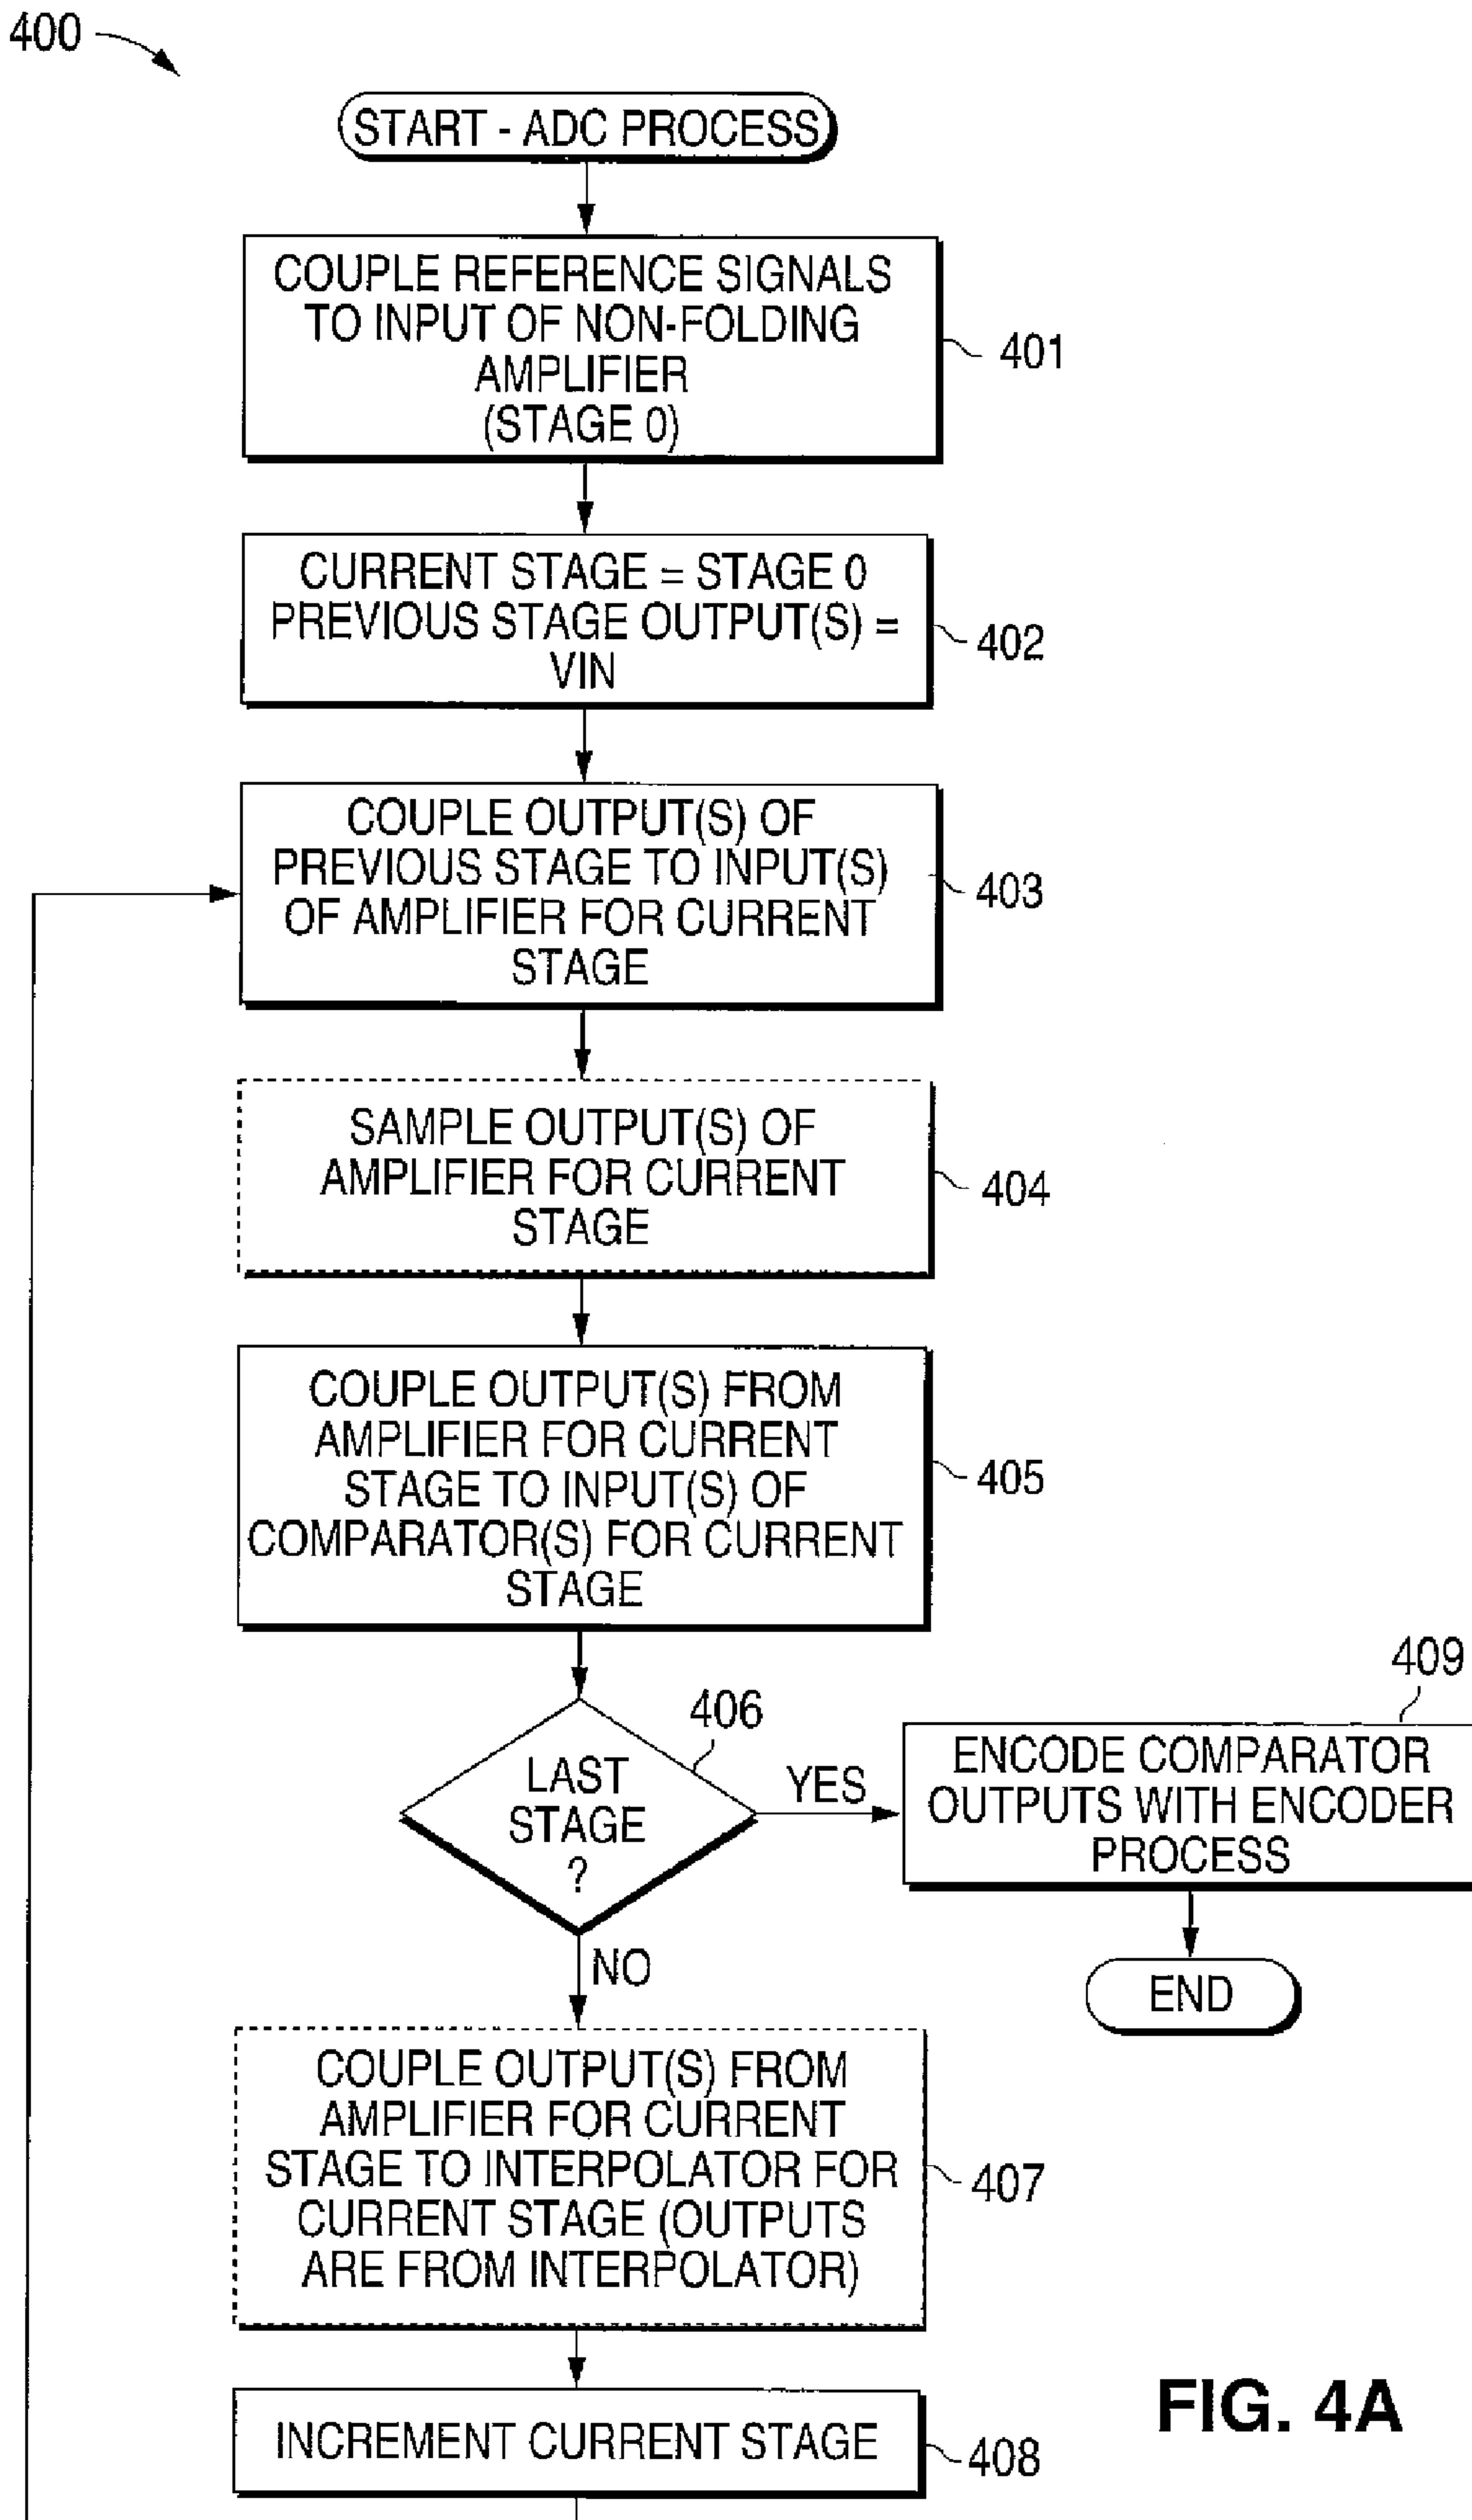 400
START - ADC PROCESS
COUPLE REFERENCE SIGNALS
TO INPUT OF NON-FOLDING
AMPLIFIER
(STAGE 0)
401
CURRENT STAGE = STAGE 0
PREVIOUS STAGE OUTPUT(S) =
VIN
402
COUPLE OUTPUT(S) OF
PREVIOUS STAGE TO INPUT(S)
OF AMPLIFIER FOR CURRENT
STAGE
403
SAMPLE OUTPUT(S) OF
AMPLIFIER FOR CURRENT
STAGE
404
COUPLE OUTPUT(S) FROM
AMPLIFIER FOR CURRENT
STAGE TO INPUT(S) OF
COMPARATOR(S) FOR CURRENT
STAGE
405
LAST
STAGE
?
406
YES
409
ENCODE COMPARATOR
OUTPUTS WITH ENCODER
PROCESS
END
NO
COUPLE OUTPUT(S) FROM
AMPLIFIER FOR CURRENT
STAGE TO INTERPOLATOR FOR
CURRENT STAGE (OUTPUTS
ARE FROM INTERPOLATOR)
407
INCREMENT CURRENT STAGE
408
FIG. 4A